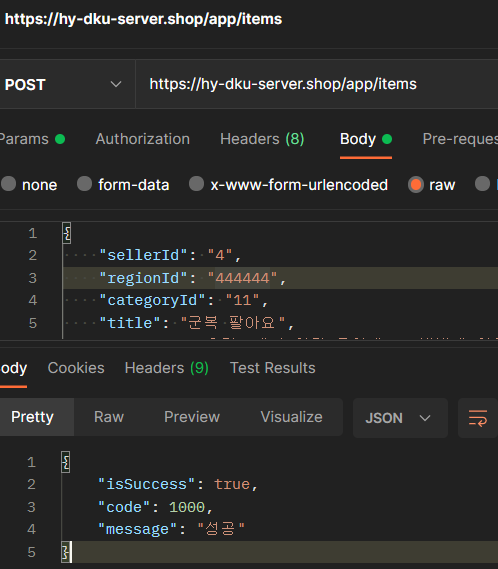 https://hy-dku-server.shop/app/items
POST https://hy-dku-server.shop/app/items
Params Authorization Headers (8) Body Pre-reques
none form-data x-www-form-urlencoded raw
1 {
2 "sellerId": "4",
3 "regionId": "444444",
4 "categoryId": "11",
5 "title": "군복 팔아요",
Body Cookies Headers (9) Test Results
Pretty Raw Preview Visualize JSON
1 {
2 "isSuccess": true,
3 "code": 1000,
4 "message": "성공"
5 }